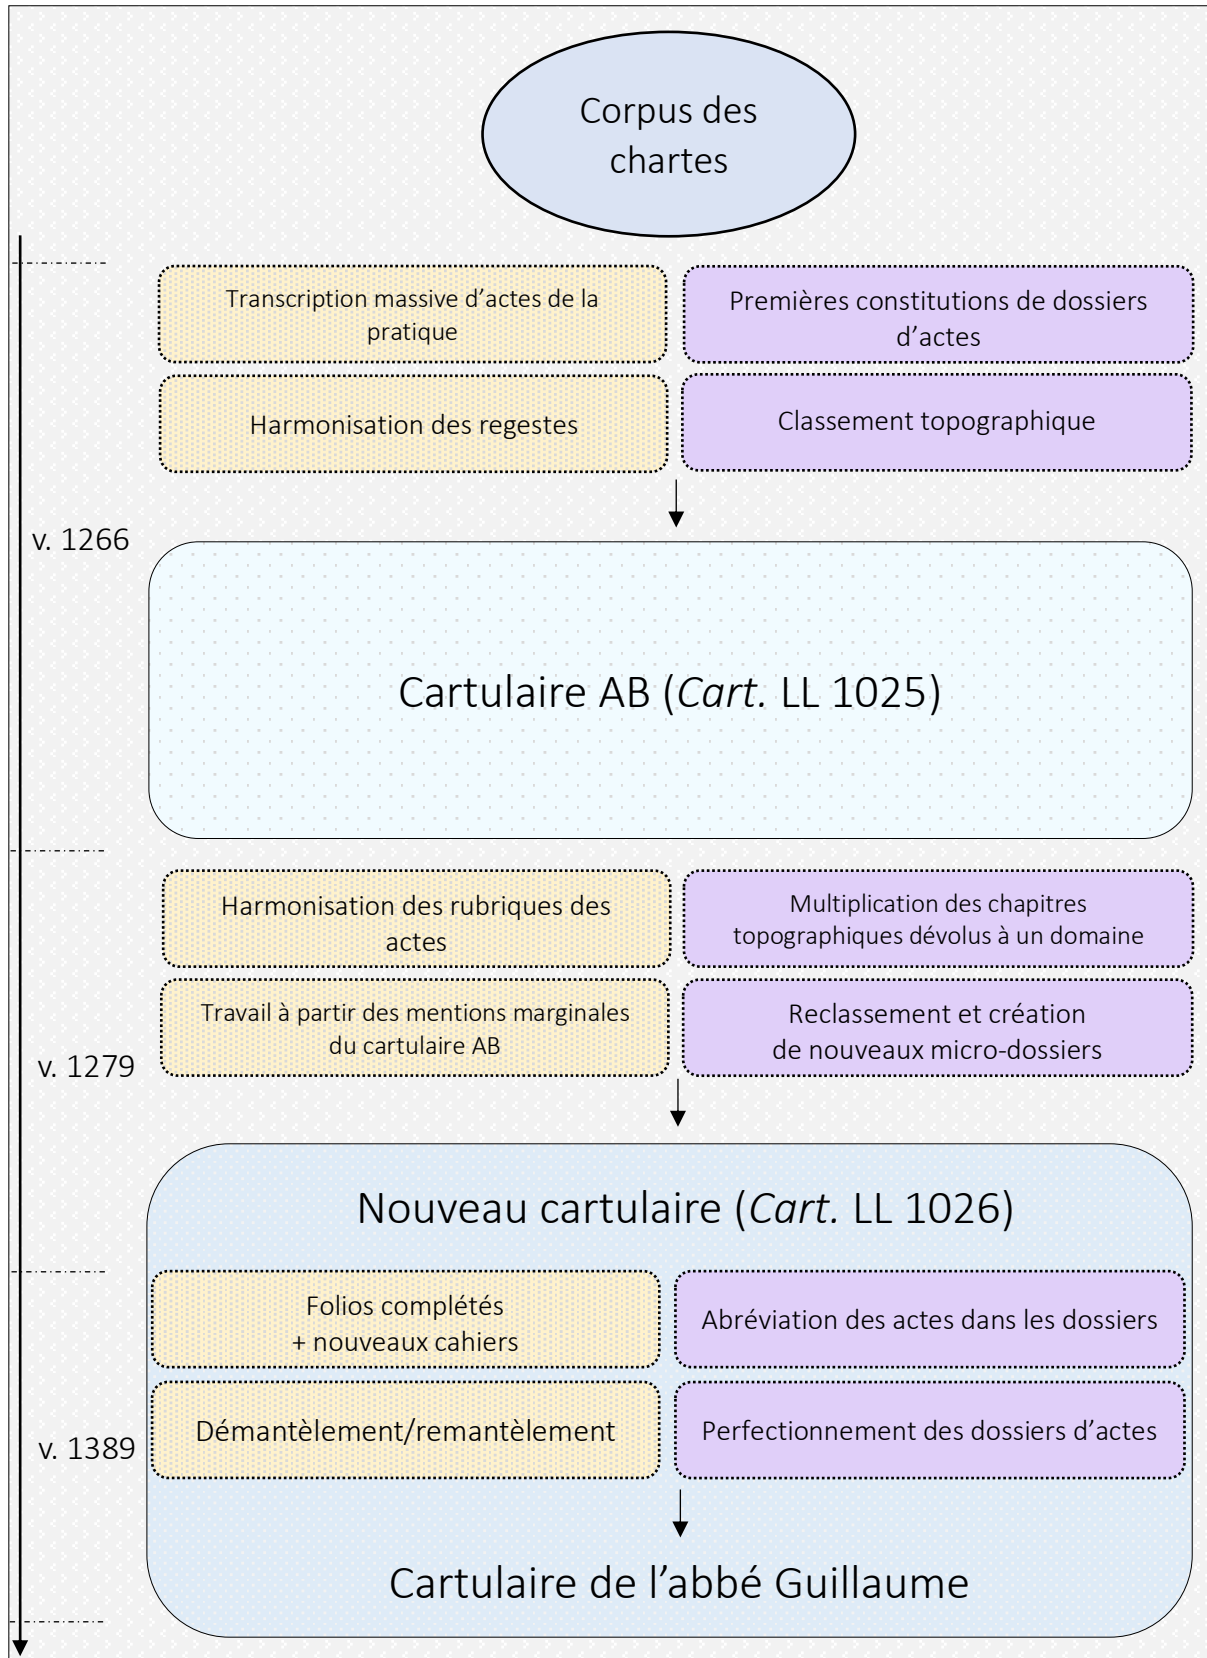 Corpus des
chartes
Transcription massive d’actes de la
pratique
Premières constitutions de dossiers
d’actes
Harmonisation des regestes
Classement topographique
v. 1266
Cartulaire AB (Cart. LL 1025)
Harmonisation des rubriques des
actes
Multiplication des chapitres
topographiques dévolus à un domaine
Travail à partir des mentions marginales
du cartulaire AB
Reclassement et création
de nouveaux micro-dossiers
v. 1279
Nouveau cartulaire (Cart. LL 1026)
Folios complétés
+ nouveaux cahiers
Abréviation des actes dans les dossiers
Démantèlement/remantèlement
Perfectionnement des dossiers d’actes
v. 1389
Cartulaire de l’abbé Guillaume